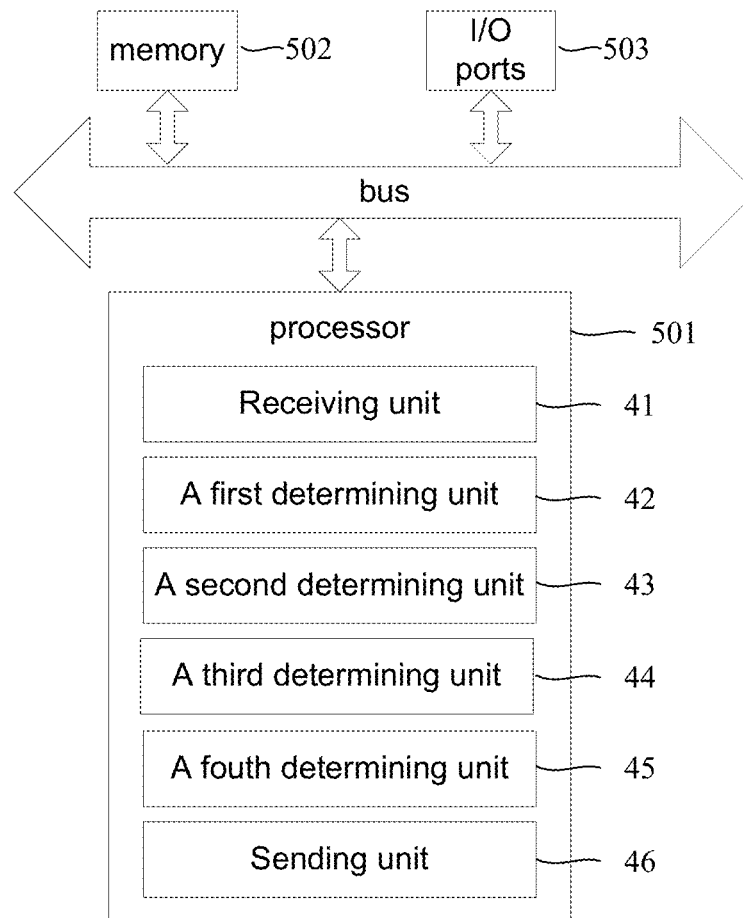 memory 502
I/O ports 503
bus
processor 501
Receiving unit 41
A first determining unit 42
A second determining unit 43
A third determining unit 44
A fouth determining unit 45
Sending unit 46